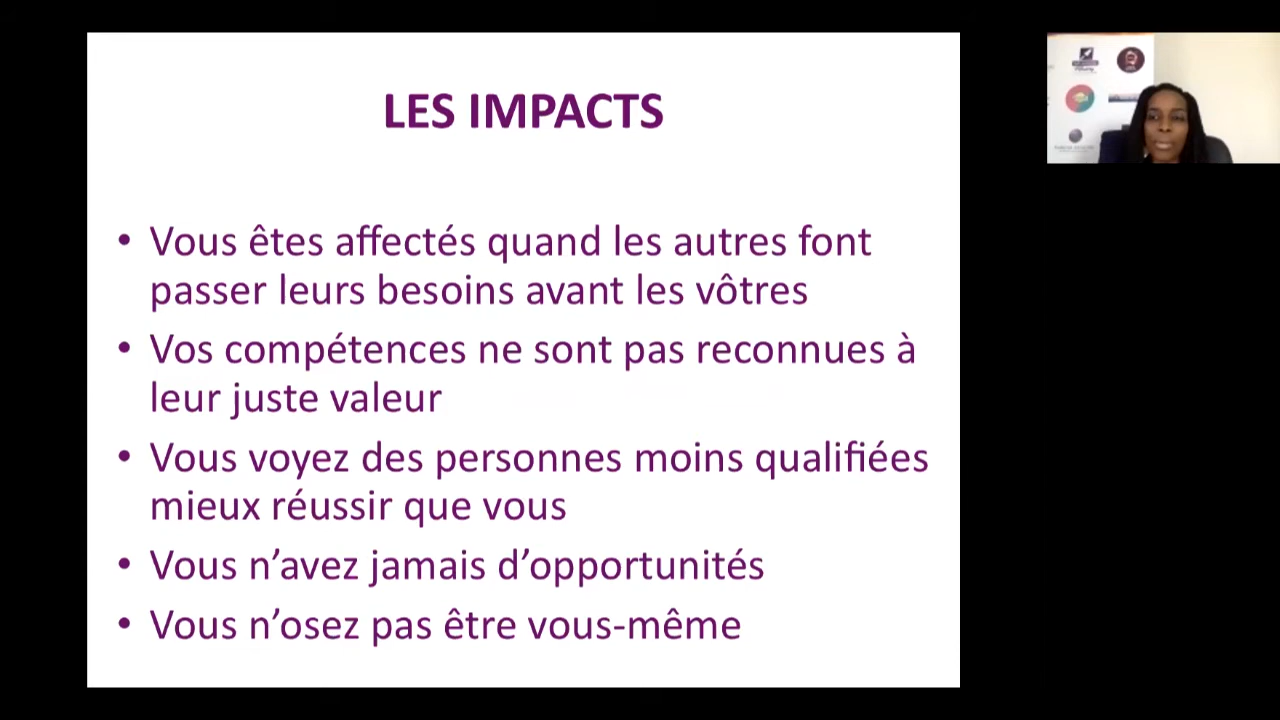 LES IMPACTS
• Vous êtes affectés quand les autres font
passer leurs besoins avant les vôtres
• Vos compétences ne sont pas reconnues à
leur juste valeur
• Vous voyez des personnes moins qualifiées
mieux réussir que vous
• Vous n’avez jamais d’opportunités
• Vous n’osez pas être vous-même